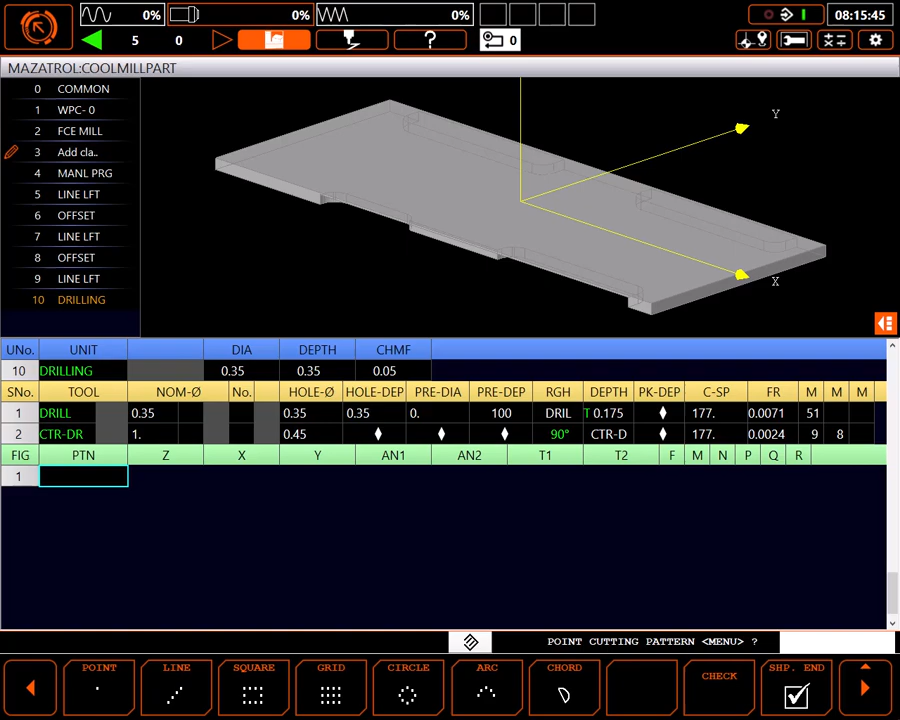 0% 0% 0% 08:15:45
5 0 ? 0
MAZATROL:COOLMILLPART
0 COMMON
1 WPC- 0
2 FCE MILL
3 Add cla..
4 MANL PRG
5 LINE LFT
6 OFFSET
7 LINE LFT
8 OFFSET
9 LINE LFT
10 DRILLING
Y
X
UNo. UNIT DIA DEPTH CHMF
10 DRILLING 0.35 0.35 0.05
SNo. TOOL NOM-Ø No. HOLE-Ø HOLE-DEP PRE-DIA PRE-DEP RGH DEPTH PK-DEP C-SP FR M M M
1 DRILL 0.35 0.35 0.35 0. 100 DRIL T 0.175 ♦ 177. 0.0071 51
2 CTR-DR 1. 0.45 ♦ ♦ ♦ 90° CTR-D ♦ 177. 0.0024 9 8
FIG PTN Z X Y AN1 AN2 T1 T2 F M N P Q R
1
POINT CUTTING PATTERN <MENU> ?
POINT LINE SQUARE GRID CIRCLE ARC CHORD CHECK SHP. END